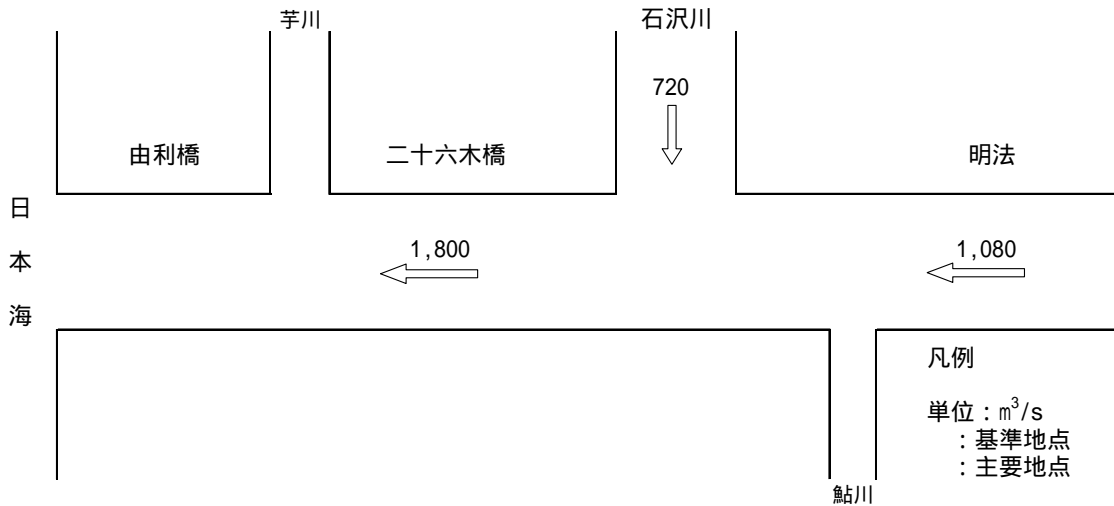 芋川
石沢川
720
由利橋
二十六木橋
明法
日本海
1,800
1,080
凡例
単位：㎥/s
：基準地点
：主要地点
鮎川